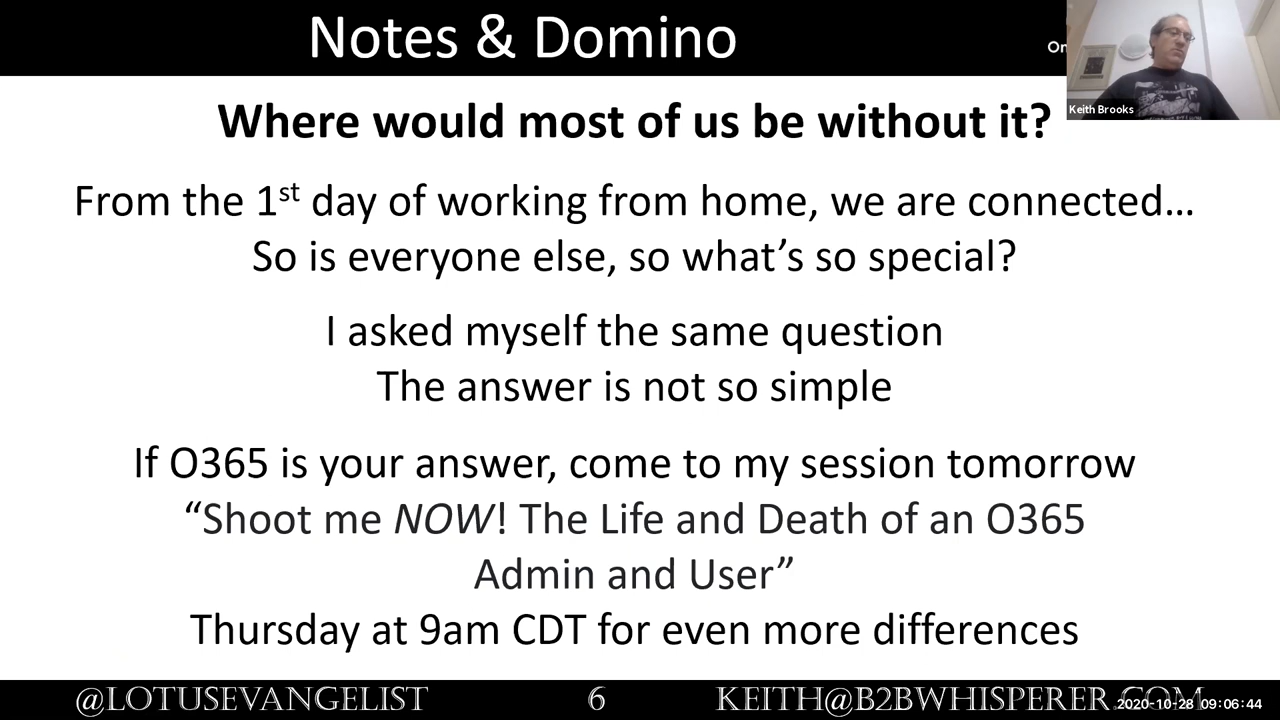 Notes & Domino
On
Keith Brooks
Where would most of us be without it?
From the 1st day of working from home, we are connected...
So is everyone else, so what's so special?
I asked myself the same question
The answer is not so simple
If O365 is your answer, come to my session tomorrow
“Shoot me NOW! The Life and Death of an O365
Admin and User”
Thursday at 9am CDT for even more differences
@LOTUSEVANGELIST 6 KEITH@B2BWHISPERER.COM
2020-10-28 09:06:44